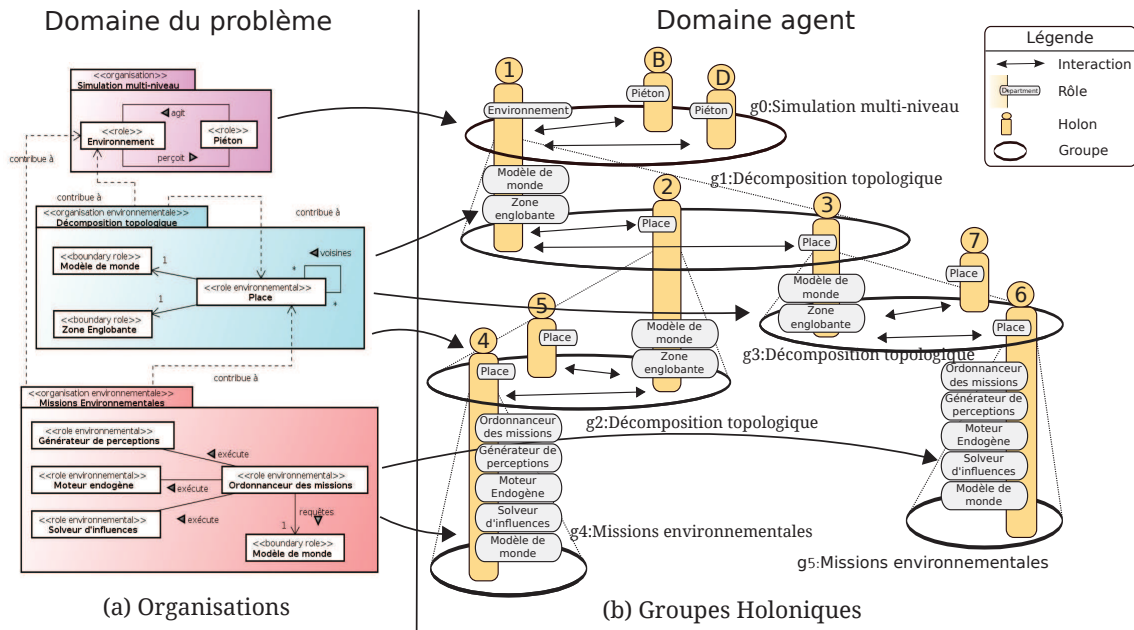 Domaine du problème
<<organisation>>
Simulation multi-niveau
agit
<<role>>
Environnement
<<role>>
Piéton
perçoit
contribue à
contribue à
<<organisation environnementale>>
Décomposition topologique
contribue à
<<boundary role>>
Modèle de monde
1
voisines
*
*
<<role environnemental>>
Place
1
<<boundary role>>
Zone Englobante
contribue à
<<organisation environnementale>>
Missions Environnementales
<<role environnemental>>
Générateur de perceptions
exécute
<<role environnemental>>
Moteur endogène
exécute
<<role environnemental>>
Ordonnanceur des missions
<<role environnemental>>
Solveur d'influences
exécute
requêtes
1
<<boundary role>>
Modèle de monde
(a) Organisations
Domaine agent
Légende
Interaction
Department
Rôle
Holon
Groupe
1
B
D
Environnement
Piéton
Piéton
g0:Simulation multi-niveau
Modèle de
monde
Zone
englobante
g1:Décomposition topologique
2
3
Place
Place
7
Place
Modèle de
monde
Zone
englobante
6
Place
g3:Décomposition topologique
5
Place
4
Place
Modèle de
monde
Zone
englobante
g2:Décomposition topologique
Ordonnanceur
des missions
Générateur de
perceptions
Moteur
Endogène
Solveur
d'influences
Modèle de
monde
g4:Missions environnementales
Ordonnanceur
des missions
Générateur de
perceptions
Moteur
Endogène
Solveur
d'influences
Modèle de
monde
g5:Missions environnementales
(b) Groupes Holoniques